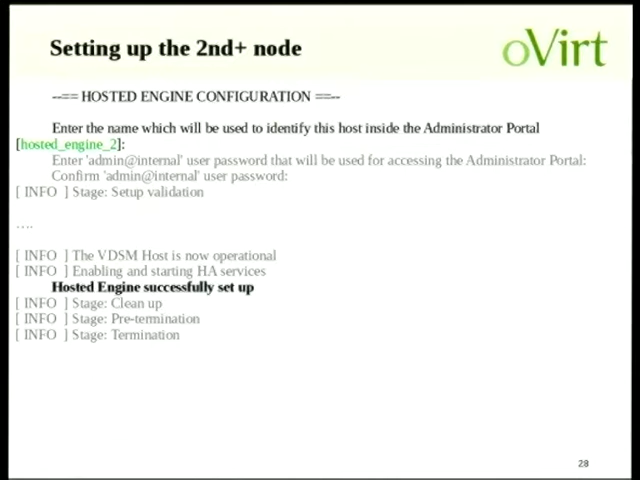 Setting up the 2nd+ node
oVirt
--== HOSTED ENGINE CONFIGURATION ==--
Enter the name which will be used to identify this host inside the Administrator Portal
[hosted_engine_2]:
Enter 'admin@internal' user password that will be used for accessing the Administrator Portal:
Confirm 'admin@internal' user password:
[ INFO  ] Stage: Setup validation
....
[ INFO  ] The VDSM Host is now operational
[ INFO  ] Enabling and starting HA services
Hosted Engine successfully set up
[ INFO  ] Stage: Clean up
[ INFO  ] Stage: Pre-termination
[ INFO  ] Stage: Termination
28